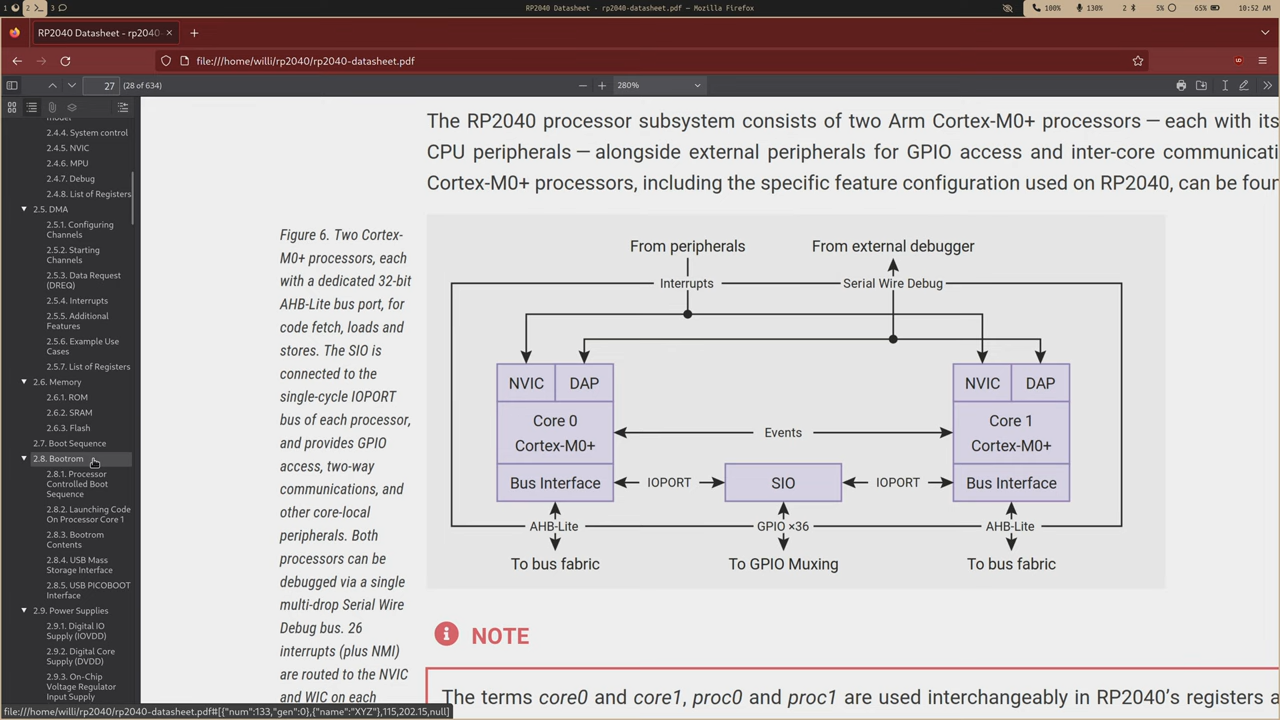 1 2 3
RP2040 Datasheet - rp2040-datasheet.pdf — Mozilla Firefox
100% 130% 2 5% 65% 10:52 AM
RP2040 Datasheet - rp2040-
file:///home/willi/rp2040/rp2040-datasheet.pdf
27 (28 of 634)
280%
model
2.4.4. System control
2.4.5. NVIC
2.4.6. MPU
2.4.7. Debug
2.4.8. List of Registers
2.5. DMA
2.5.1. Configuring
Channels
2.5.2. Starting
Channels
2.5.3. Data Request
(DREQ)
2.5.4. Interrupts
2.5.5. Additional
Features
2.5.6. Example Use
Cases
2.5.7. List of Registers
2.6. Memory
2.6.1. ROM
2.6.2. SRAM
2.6.3. Flash
2.7. Boot Sequence
2.8. Bootrom
2.8.1. Processor
Controlled Boot
Sequence
2.8.2. Launching Code
On Processor Core 1
2.8.3. Bootrom
Contents
2.8.4. USB Mass
Storage Interface
2.8.5. USB PICOBOOT
Interface
2.9. Power Supplies
2.9.1. Digital IO
Supply (IOVDD)
2.9.2. Digital Core
Supply (DVDD)
2.9.3. On-Chip
Voltage Regulator
Input Supply
The RP2040 processor subsystem consists of two Arm Cortex-M0+ processors — each with its
CPU peripherals — alongside external peripherals for GPIO access and inter-core communicati
Cortex-M0+ processors, including the specific feature configuration used on RP2040, can be four
Figure 6. Two Cortex-
M0+ processors, each
with a dedicated 32-bit
AHB-Lite bus port, for
code fetch, loads and
stores. The SIO is
connected to the
single-cycle IOPORT
bus of each processor,
and provides GPIO
access, two-way
communications, and
other core-local
peripherals. Both
processors can be
debugged via a single
multi-drop Serial Wire
Debug bus. 26
interrupts (plus NMI)
are routed to the NVIC
and WIC on each
From peripherals From external debugger
Interrupts Serial Wire Debug
NVIC DAP NVIC DAP
Core 0
Cortex-M0+
Events
Core 1
Cortex-M0+
Bus Interface IOPORT SIO IOPORT Bus Interface
AHB-Lite GPIO ×36 AHB-Lite
To bus fabric To GPIO Muxing To bus fabric
NOTE
The terms core0 and core1, proc0 and proc1 are used interchangeably in RP2040's registers a
file:///home/willi/rp2040/rp2040-datasheet.pdf#[{"num":133,"gen":0},{"name":"XYZ"},115,202.15,null]